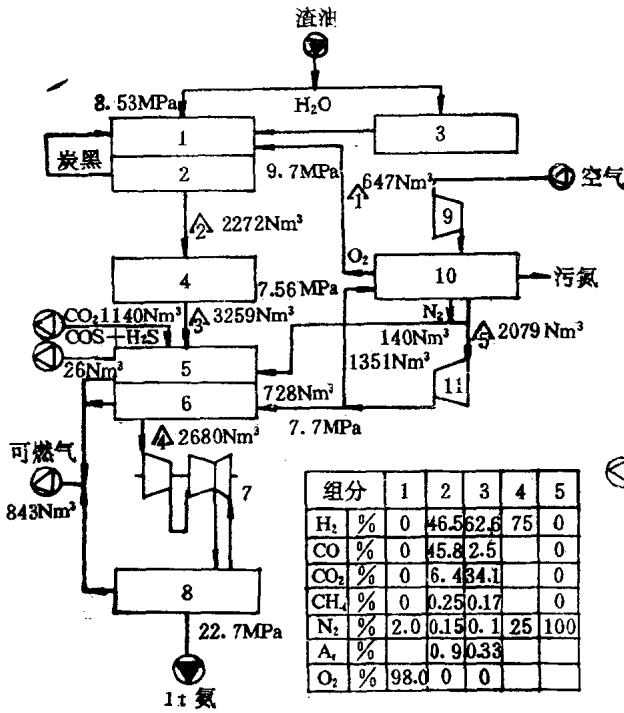 渣油
8.53MPa
H₂O
1
3
炭黑
2
9.7MPa
△1 647Nm³
空气
9
△2 2272Nm³
O₂
10
污氮
4
7.56MPa
N₂
CO₂1140Nm³
△3 3259Nm³
COS+H₂S
140Nm³
△5 2079Nm³
26Nm³
5
1351Nm³
11
6
728Nm³
7.7MPa
△4 2680Nm³
可燃气
7
843Nm³
8
22.7MPa
1t 氨
组分 1 2 3 4 5
H₂ % 0 46.5 62.6 75 0
CO % 0 45.8 2.5 0
CO₂ % 0 6.4 34.1 0
CH₄ % 0 0.25 0.17 0
N₂ % 2.0 0.15 0.1 25 100
Aᵣ % 0.9 0.33
O₂ % 98.0 0 0